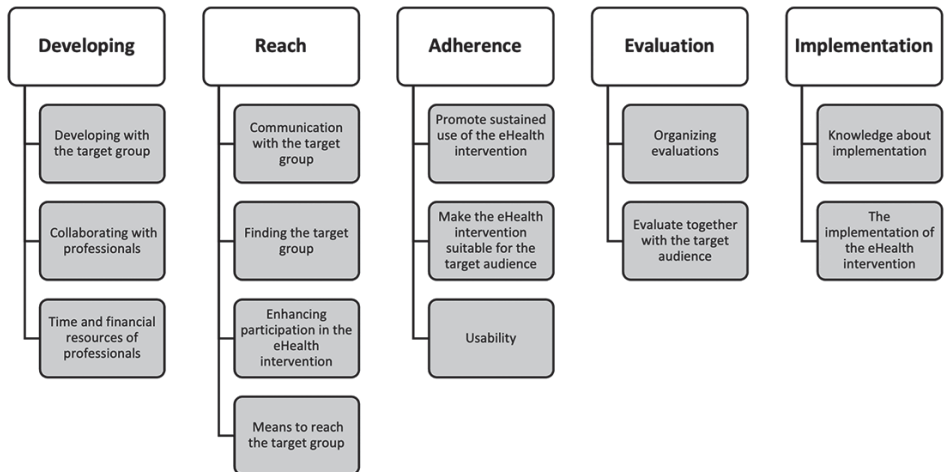 Developing
Developing with
the target group
Collaborating with
professionals
Time and financial
resources of
professionals
Reach
Communication
with the target
group
Finding the target
group
Enhancing
participation in the
eHealth
intervention
Means to reach
the target group
Adherence
Promote sustained
use of the eHealth
intervention
Make the eHealth
intervention
suitable for the
target audience
Usability
Evaluation
Organizing
evaluations
Evaluate together
with the target
audience
Implementation
Knowledge about
implementation
The
implementation of
the eHealth
intervention